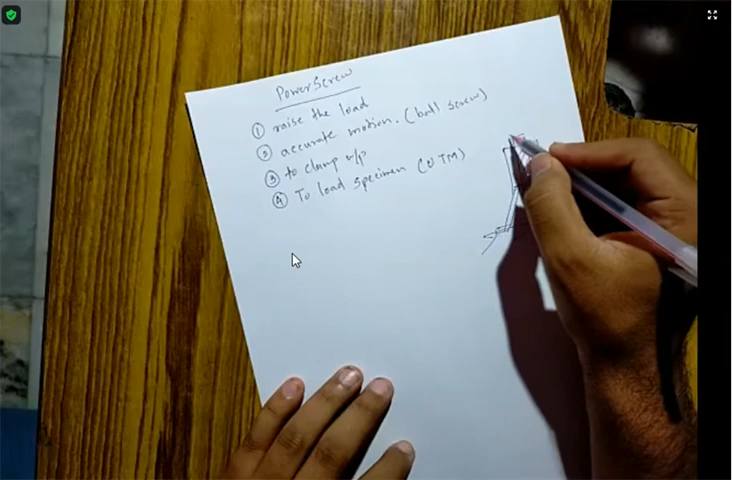 Power Screw
① raise the load
② accurate motion. (ball screw)
③ to clamp w/p
④ To load specimen (UTM)